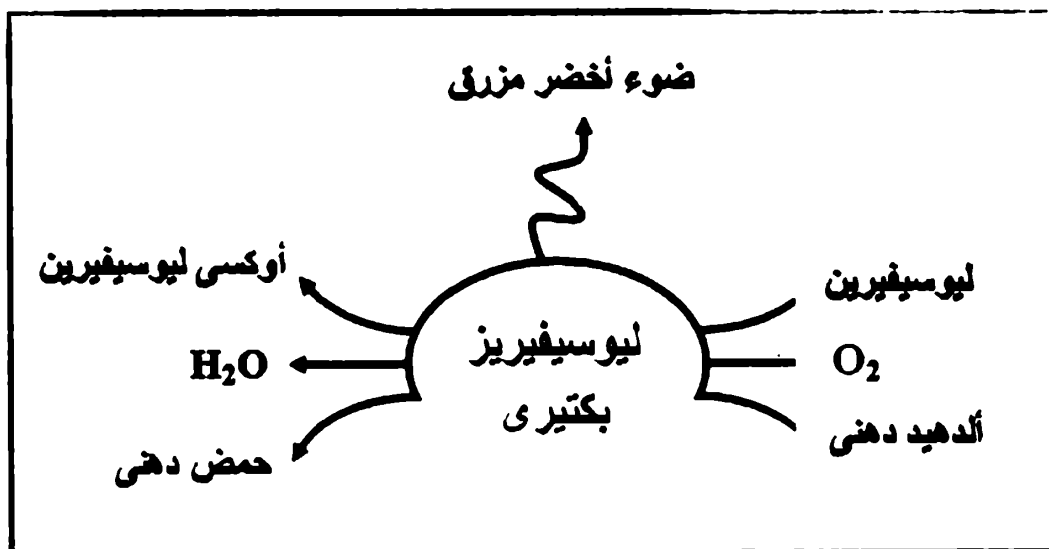 ضوء أخضر مزرق
ليوسيفيرين
أوكسى ليوسيفيرين
ليوسيفيريز
بكتيرى
O₂
H₂O
ألدهيد دهنى
حمض دهنى